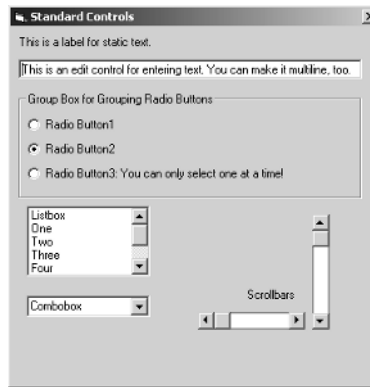 Standard Controls
This is a label for static text.
This is an edit control for entering text. You can make it multiline, too.
Group Box for Grouping Radio Buttons
Radio Button1
Radio Button2
Radio Button3: You can only select one at a time!
Listbox
One
Two
Three
Four
Scrollbars
Combobox